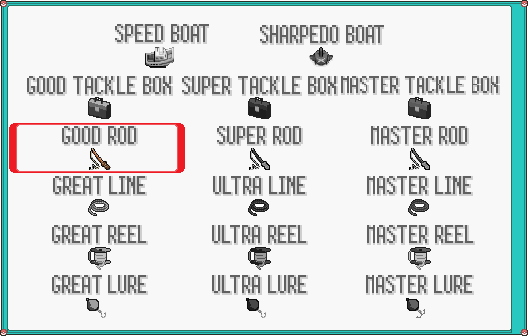 SPEED BOAT SHARPEDO BOAT
GOOD TACKLE BOX SUPER TACKLE BOX MASTER TACKLE BOX
GOOD ROD SUPER ROD MASTER ROD
GREAT LINE ULTRA LINE MASTER LINE
GREAT REEL ULTRA REEL MASTER REEL
GREAT LURE ULTRA LURE MASTER LURE